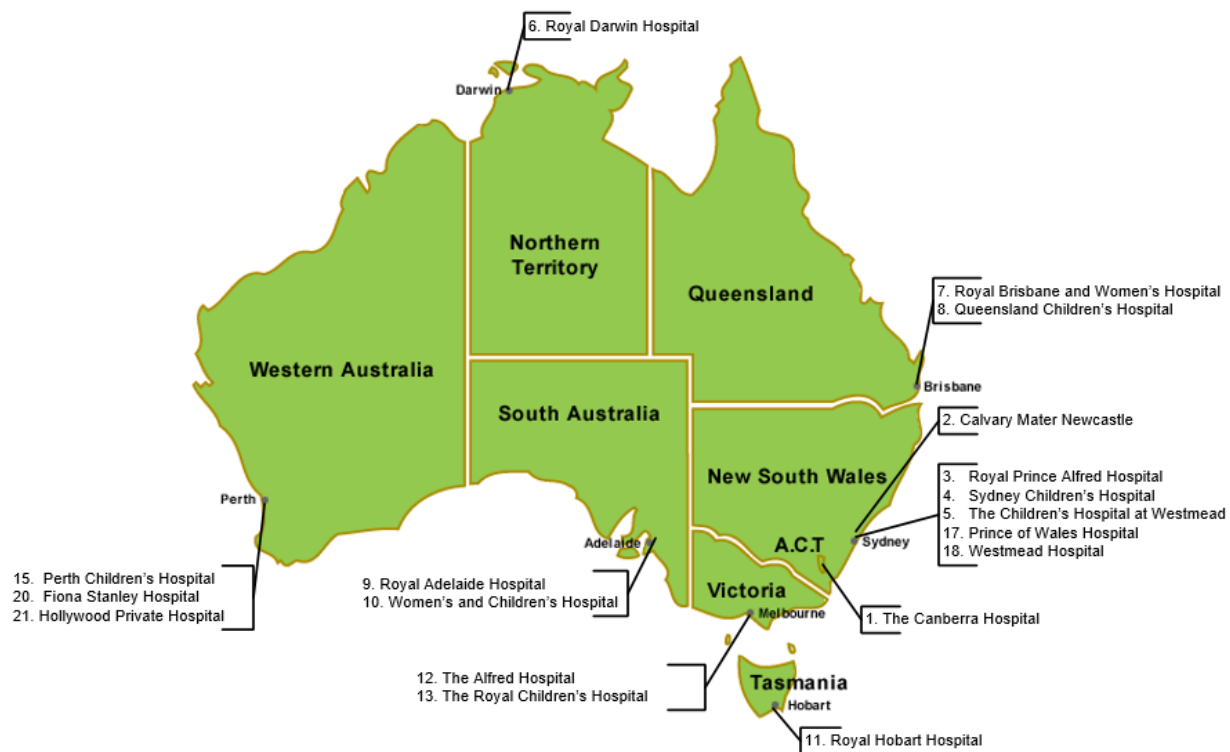 6. Royal Darwin Hospital
Darwin
Northern
Territory
Queensland
7. Royal Brisbane and Women's Hospital
8. Queensland Children's Hospital
Western Australia
Brisbane
South Australia
2. Calvary Mater Newcastle
New South Wales
3. Royal Prince Alfred Hospital
4. Sydney Children's Hospital
5. The Children's Hospital at Westmead
17. Prince of Wales Hospital
18. Westmead Hospital
Perth
Adelaide
A.C.T
Sydney
15. Perth Children's Hospital
20. Fiona Stanley Hospital
21. Hollywood Private Hospital
9. Royal Adelaide Hospital
10. Women's and Children's Hospital
Victoria
Melbourne
1. The Canberra Hospital
12. The Alfred Hospital
13. The Royal Children's Hospital
Tasmania
Hobart
11. Royal Hobart Hospital